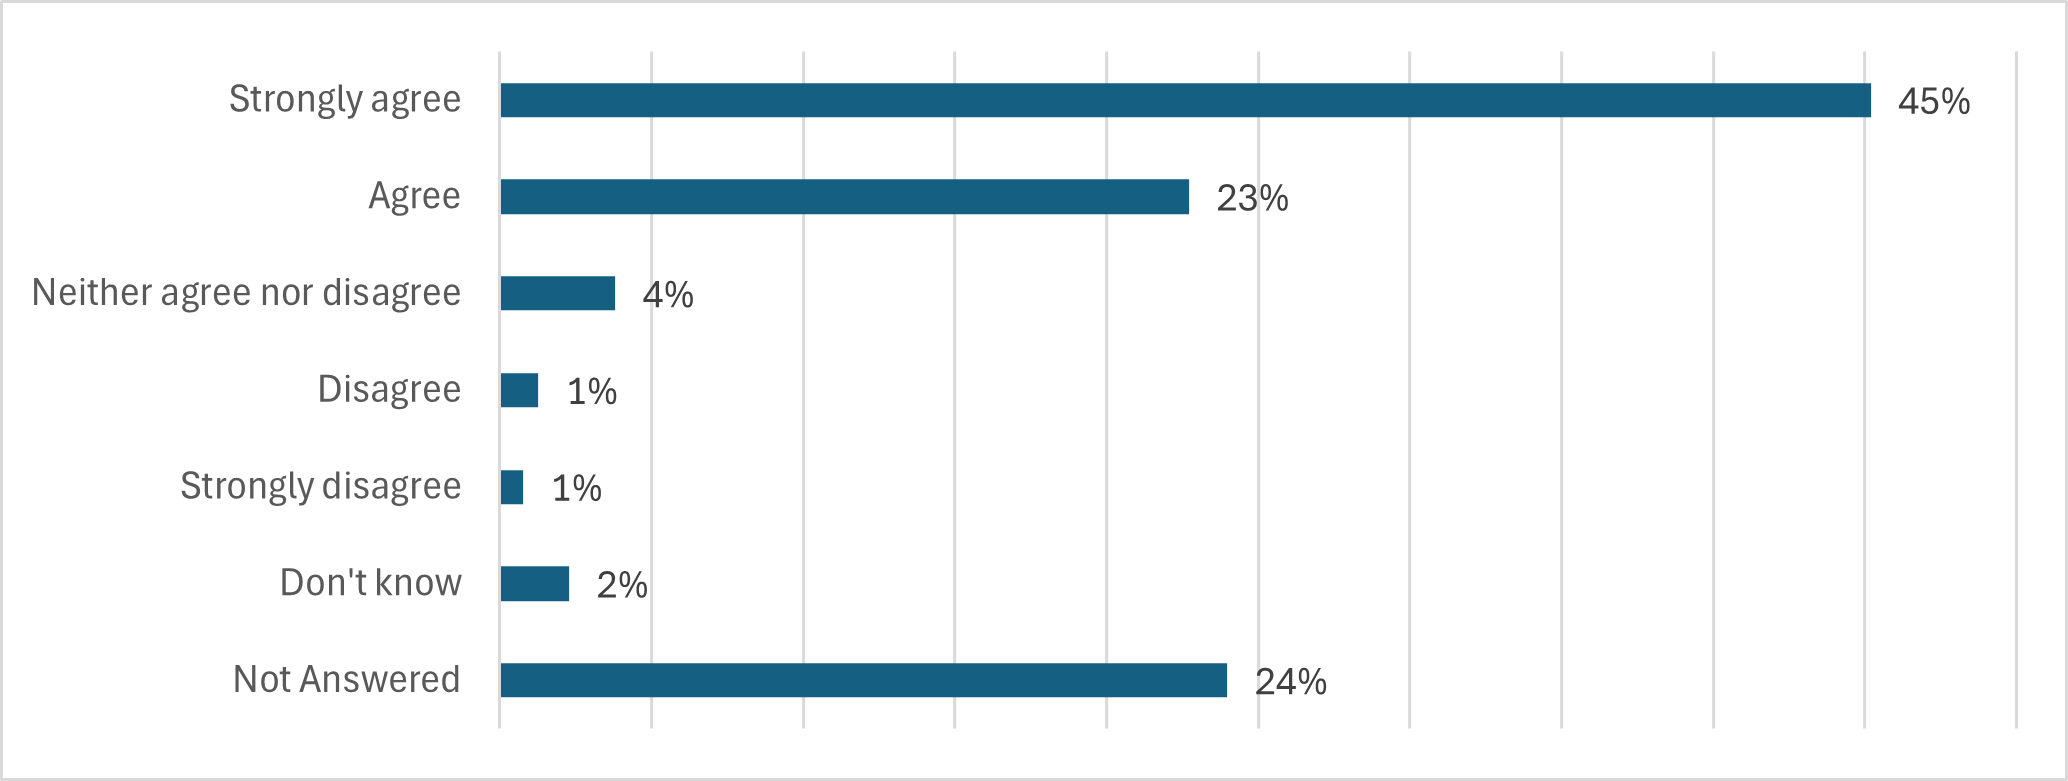 Strongly agree 45%
Agree 23%
Neither agree nor disagree 4%
Disagree 1%
Strongly disagree 1%
Don't know 2%
Not Answered 24%